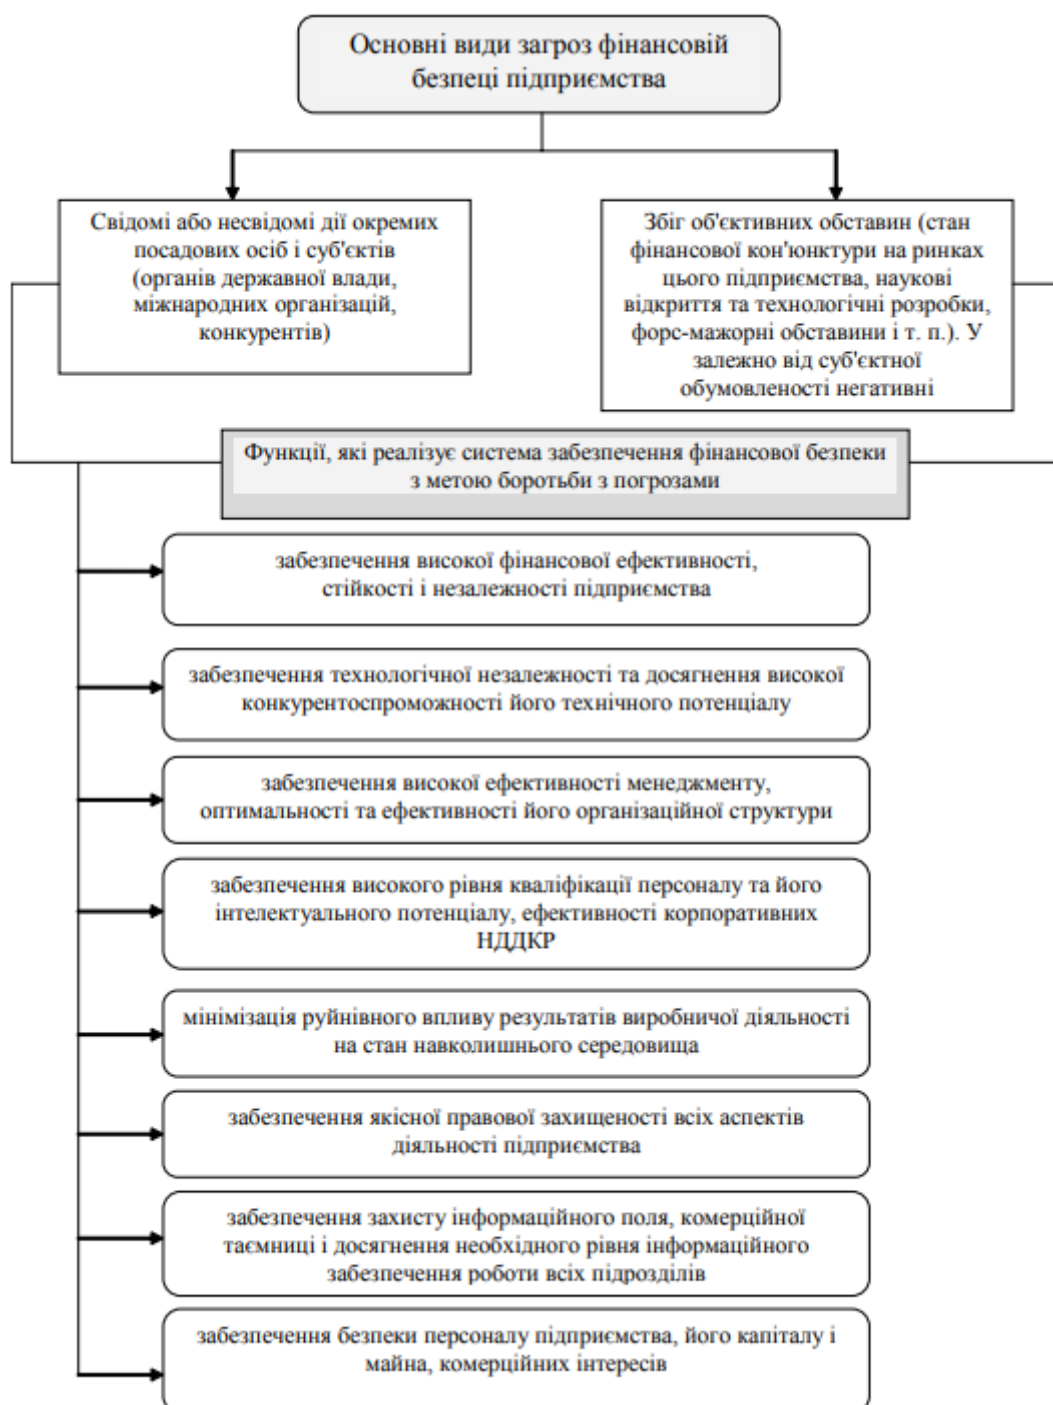 Основні види загроз фінансовій
безпеці підприємства
Свідомі або несвідомі дії окремих
посадових осіб і суб'єктів
(органів державної влади,
міжнародних організацій,
конкурентів)
Збіг об'єктивних обставин (стан
фінансової кон'юнктури на ринках
цього підприємства, наукові
відкриття та технологічні розробки,
форс-мажорні обставини і т. п.). У
залежно від суб'єктної
обумовленості негативні
Функції, які реалізує система забезпечення фінансової безпеки
з метою боротьби з погрозами
забезпечення високої фінансової ефективності,
стійкості і незалежності підприємства
забезпечення технологічної незалежності та досягнення високої
конкурентоспроможності його технічного потенціалу
забезпечення високої ефективності менеджменту,
оптимальності та ефективності його організаційної структури
забезпечення високого рівня кваліфікації персоналу та його
інтелектуального потенціалу, ефективності корпоративних
НДДКР
мінімізація руйнівного впливу результатів виробничої діяльності
на стан навколишнього середовища
забезпечення якісної правової захищеності всіх аспектів
діяльності підприємства
забезпечення захисту інформаційного поля, комерційної
таємниці і досягнення необхідного рівня інформаційного
забезпечення роботи всіх підрозділів
забезпечення безпеки персоналу підприємства, його капіталу і
майна, комерційних інтересів